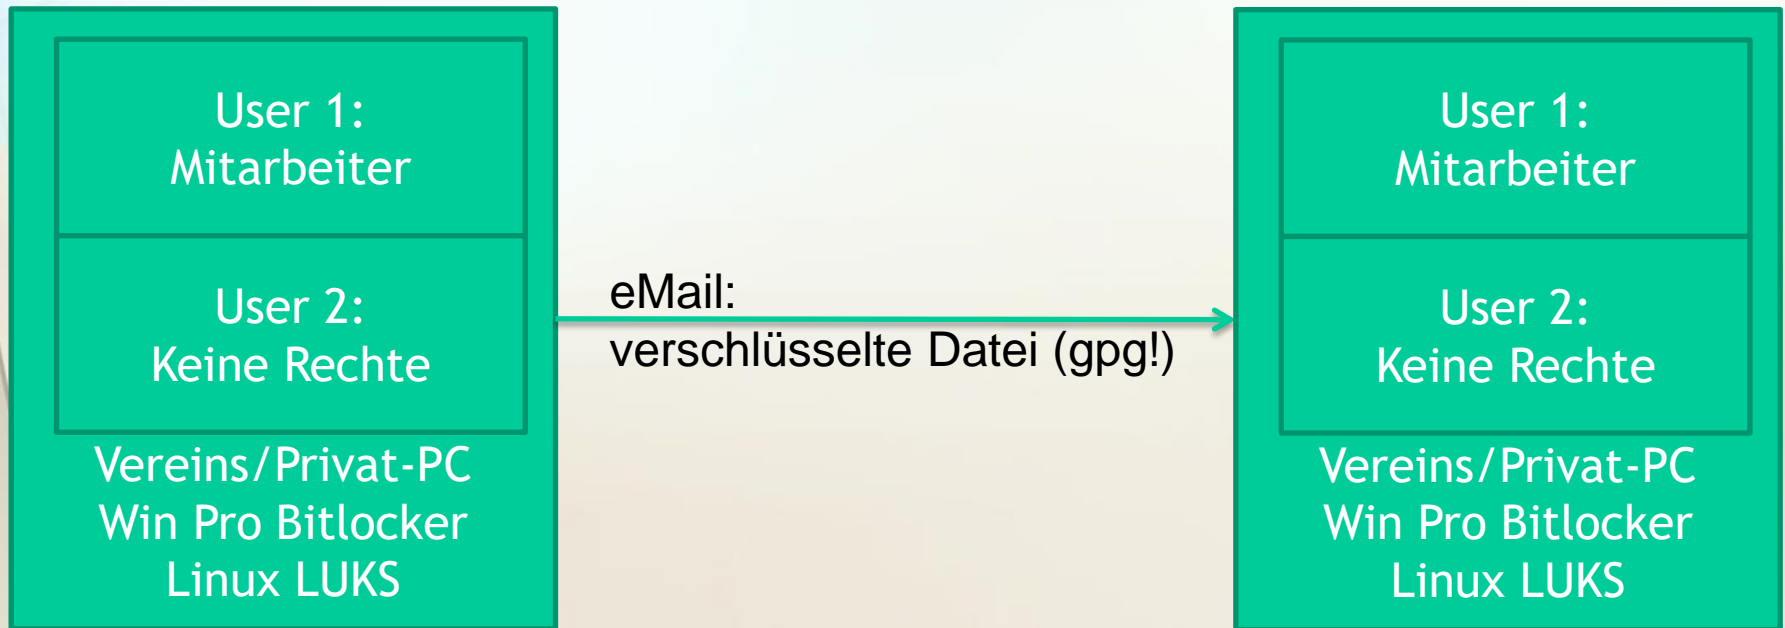 User 1:
Mitarbeiter
User 2:
Keine Rechte
Vereins/Privat-PC
Win Pro Bitlocker
Linux LUKS
eMail:
verschlüsselte Datei (gpg!)
User 1:
Mitarbeiter
User 2:
Keine Rechte
Vereins/Privat-PC
Win Pro Bitlocker
Linux LUKS